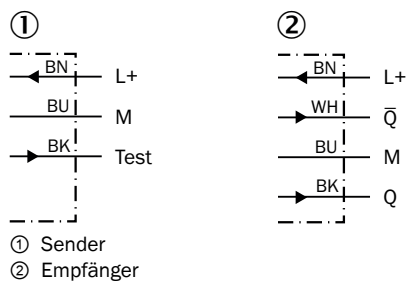 ①
BN L+
BU M
BK Test
②
BN L+
WH Q̅
BU M
BK Q
① Sender
② Empfänger